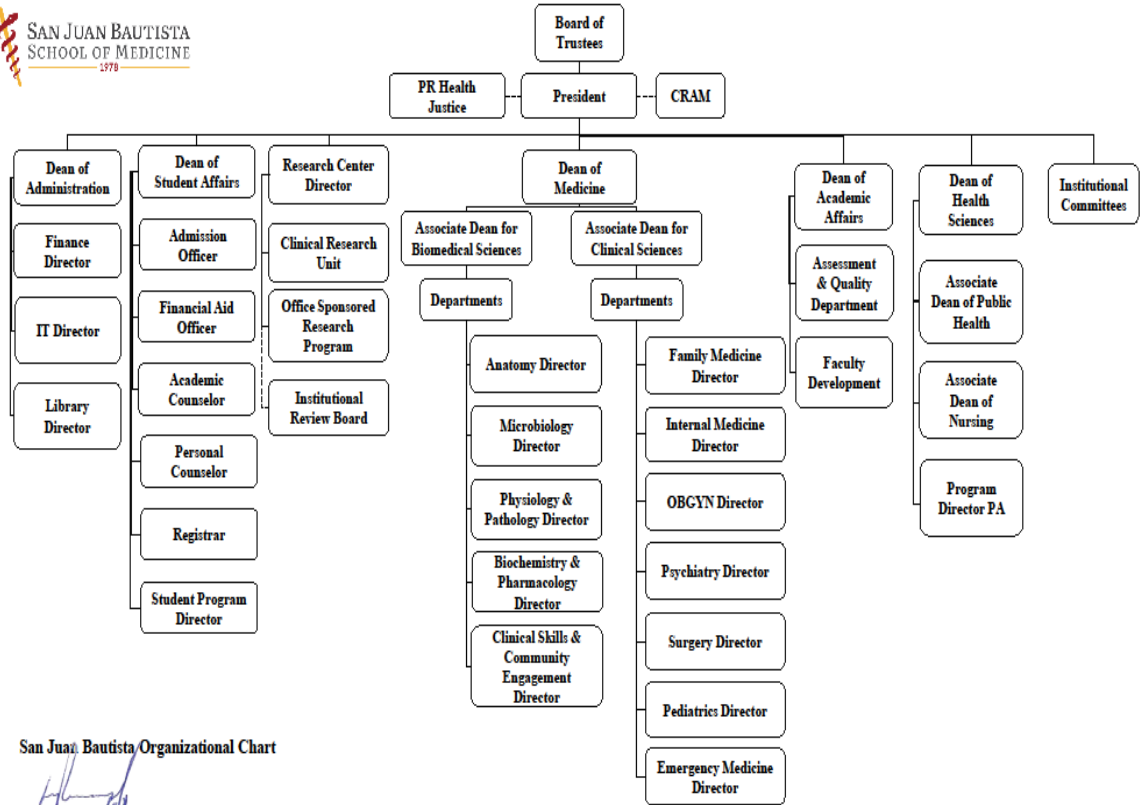 SAN JUAN BAUTISTA
SCHOOL OF MEDICINE
1978
Board of
Trustees
PR Health
Justice
President
CRAM
Dean of
Administration
Finance
Director
IT Director
Library
Director
Dean of
Student Affairs
Admission
Officer
Financial Aid
Officer
Academic
Counselor
Personal
Counselor
Registrar
Student Program
Director
Research Center
Director
Clinical Research
Unit
Office Sponsored
Research
Program
Institutional
Review Board
Dean of
Medicine
Associate Dean for
Biomedical Sciences
Departments
Anatomy Director
Microbiology
Director
Physiology &
Pathology Director
Biochemistry &
Pharmacology
Director
Clinical Skills &
Community
Engagement
Director
Associate Dean for
Clinical Sciences
Departments
Family Medicine
Director
Internal Medicine
Director
OBGYN Director
Psychiatry Director
Surgery Director
Pediatrics Director
Emergency Medicine
Director
Dean of
Academic
Affairs
Assessment
& Quality
Department
Faculty
Development
Dean of
Health
Sciences
Associate
Dean of Public
Health
Associate
Dean of
Nursing
Program
Director PA
Institutional
Committees
San Juan Bautista Organizational Chart